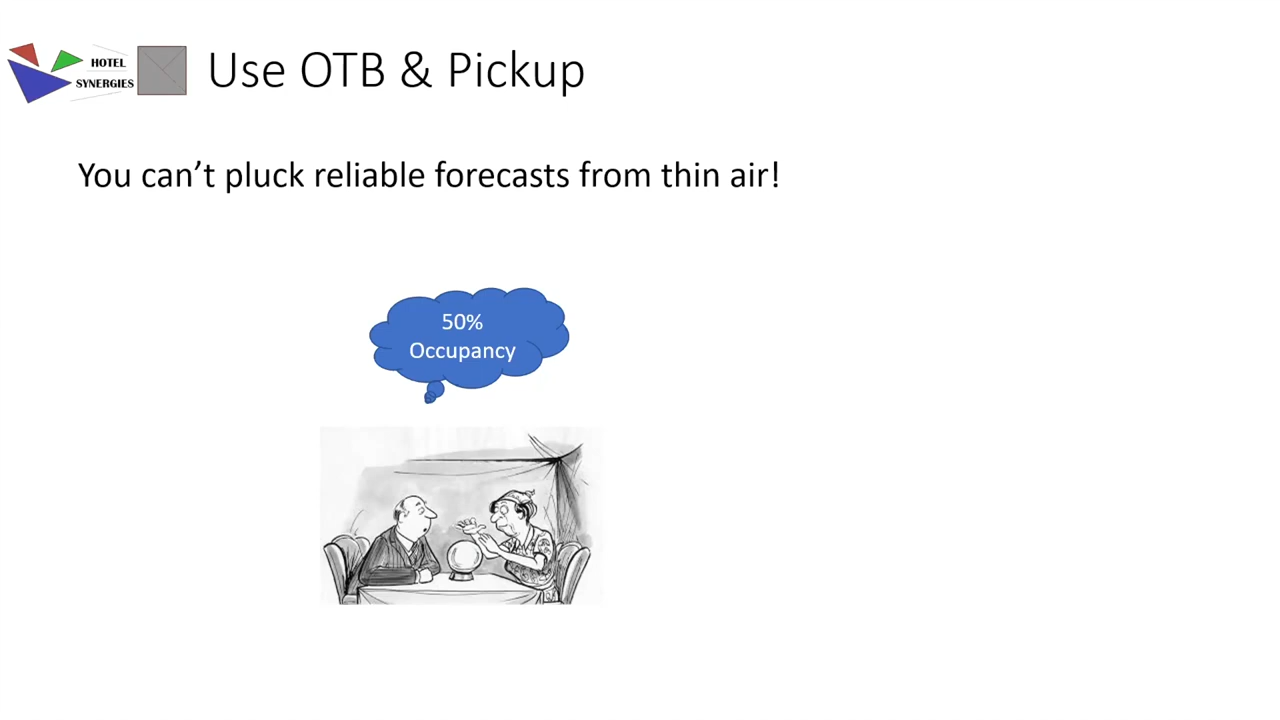 HOTEL
SYNERGIES
Use OTB & Pickup
You can’t pluck reliable forecasts from thin air!
50%
Occupancy